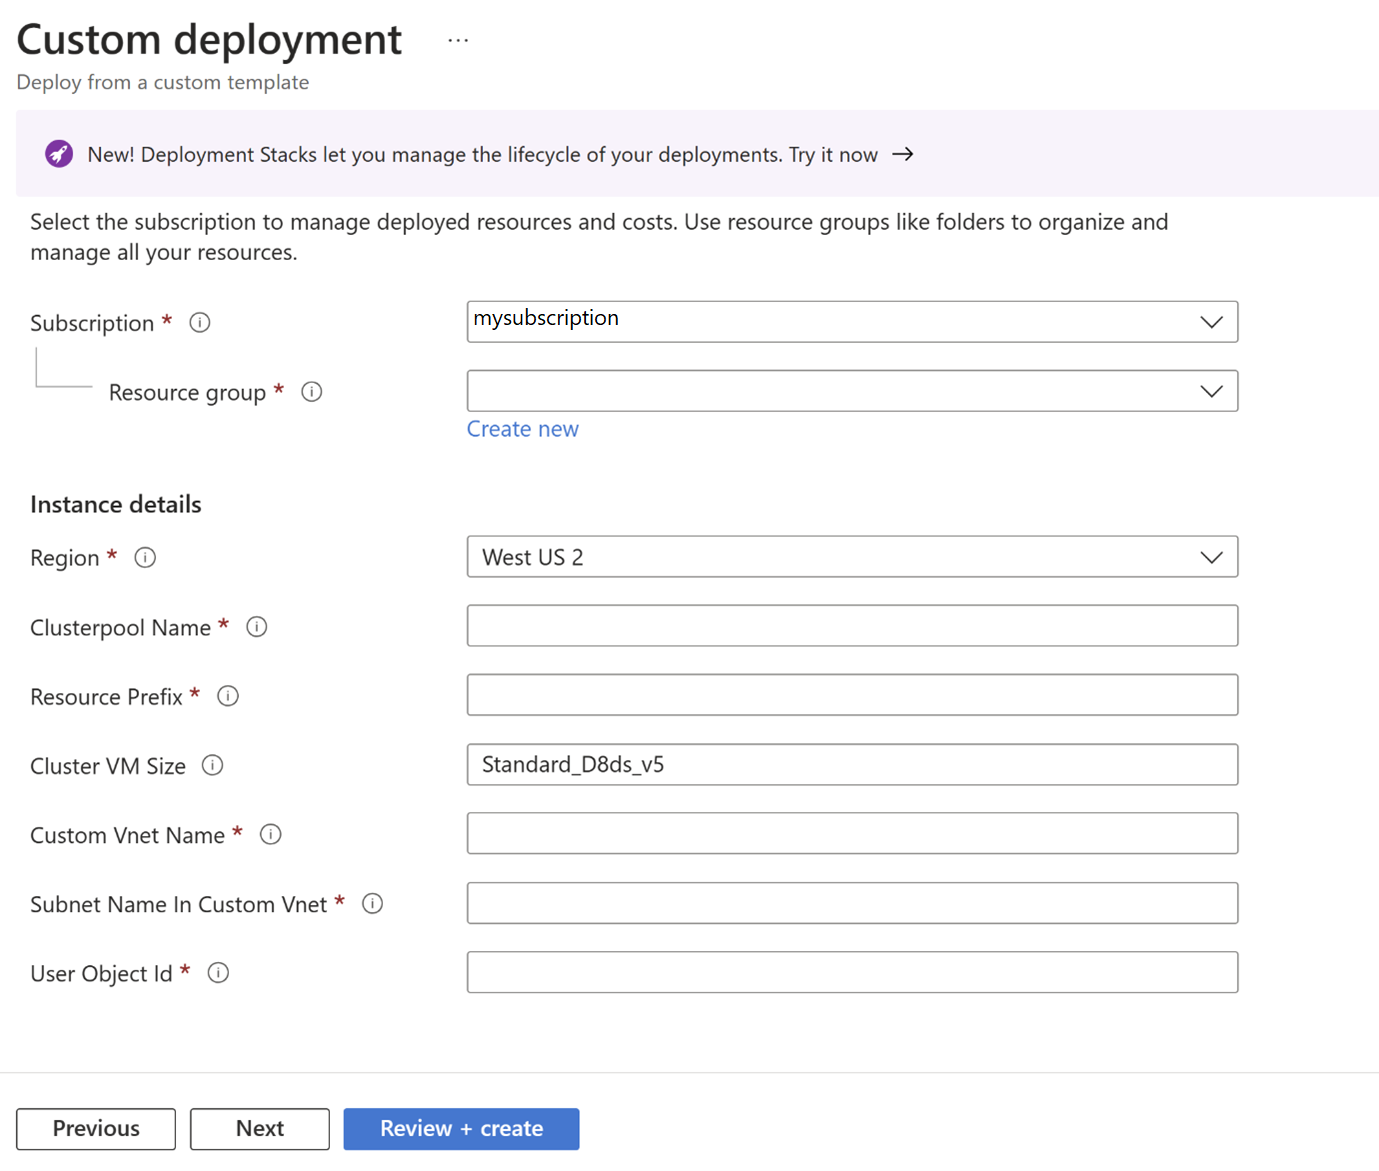 Custom deployment ...
Deploy from a custom template
New! Deployment Stacks let you manage the lifecycle of your deployments. Try it now →
Select the subscription to manage deployed resources and costs. Use resource groups like folders to organize and
manage all your resources.
Subscription *
mysubscription
Resource group *
Create new
Instance details
Region *
West US 2
Clusterpool Name *
Resource Prefix *
Cluster VM Size
Standard_D8ds_v5
Custom Vnet Name *
Subnet Name In Custom Vnet *
User Object Id *
Previous
Next
Review + create